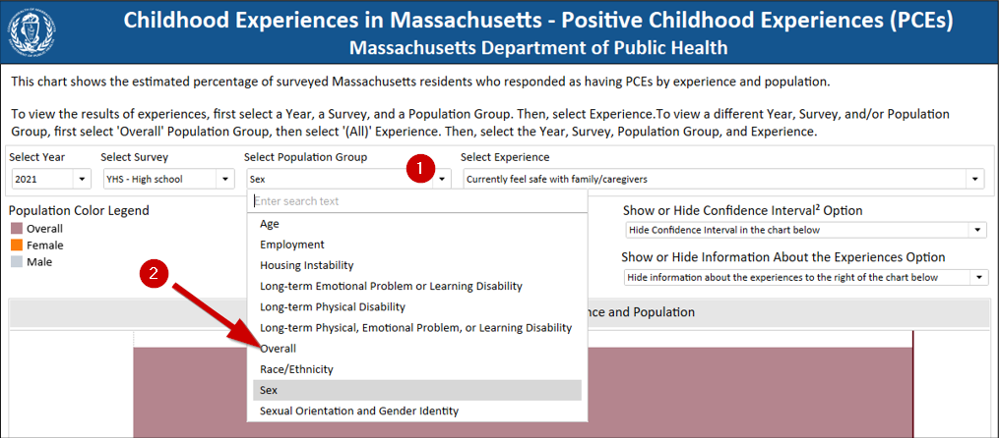 Childhood Experiences in Massachusetts - Positive Childhood Experiences (PCEs)
Massachusetts Department of Public Health
This chart shows the estimated percentage of surveyed Massachusetts residents who responded as having PCEs by experience and population.
To view the results of experiences, first select a Year, a Survey, and a Population Group. Then, select Experience.To view a different Year, Survey, and/or Population
Group, first select 'Overall' Population Group, then select '(All)' Experience. Then, select the Year, Survey, Population Group, and Experience.
Select Year
Select Survey
Select Population Group
1
Select Experience
2021
YHS - High school
Sex
Currently feel safe with family/caregivers
Enter search text
Age
Employment
Housing Instability
Long-term Emotional Problem or Learning Disability
Long-term Physical Disability
Long-term Physical, Emotional Problem, or Learning Disability
Overall
Race/Ethnicity
Sex
Sexual Orientation and Gender Identity
Population Color Legend
Overall
Female
Male
2
Show or Hide Confidence Interval² Option
Hide Confidence Interval in the chart below
Show or Hide Information About the Experiences Option
Hide information about the experiences to the right of the chart below
and Population